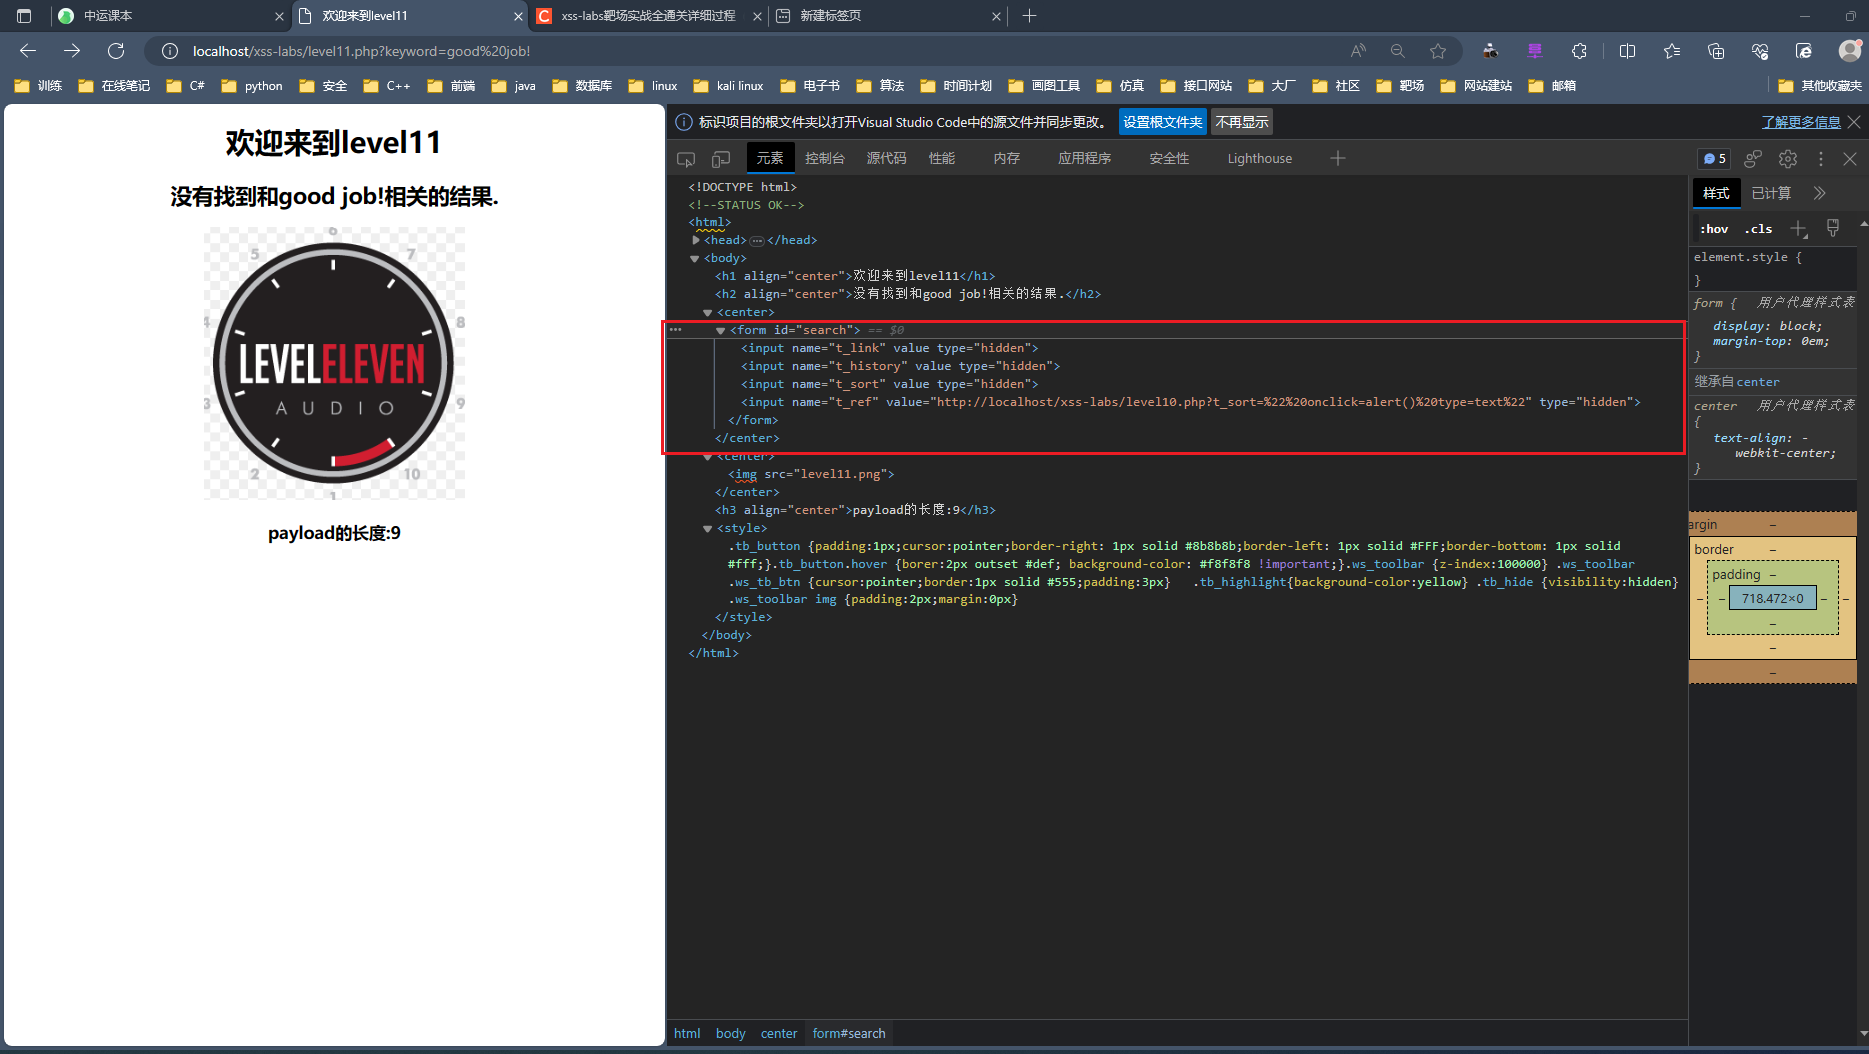 中运课本
欢迎来到level11
xss-labs靶场实战全通关详细过程
新建标签页
localhost/xss-labs/level11.php?keyword=good%20job!
训练
在线笔记
C#
python
安全
C++
前端
java
数据库
linux
kali linux
电子书
算法
时间计划
画图工具
仿真
接口网站
大厂
社区
靶场
网站建站
邮箱
其他收藏夹
欢迎来到level11
没有找到和good job!相关的结果.
5 6 7
4 8
LEVELELEVEN
AUDIO
3 9
2 1 10
payload的长度:9
标识项目的根文件夹以打开Visual Studio Code中的源文件并同步更改。 设置根文件夹 不再显示 了解更多信息
元素 控制台 源代码 性能 内存 应用程序 安全性 Lighthouse 5
<!DOCTYPE html>
<!--STATUS OK-->
<html>
<head>…</head>
<body>
<h1 align="center">欢迎来到level11</h1>
<h2 align="center">没有找到和good job!相关的结果.</h2>
<center>
<form id="search"> == $0
<input name="t_link" value type="hidden">
<input name="t_history" value type="hidden">
<input name="t_sort" value type="hidden">
<input name="t_ref" value="http://localhost/xss-labs/level10.php?t_sort=%22%20onclick=alert()%20type=text%22" type="hidden">
</form>
</center>
<center>
<img src="level11.png">
</center>
<h3 align="center">payload的长度:9</h3>
<style>
.tb_button {padding:1px;cursor:pointer;border-right: 1px solid #8b8b8b;border-left: 1px solid #FFF;border-bottom: 1px solid
#fff;}.tb_button.hover {borer:2px outset #def; background-color: #f8f8f8 !important;}.ws_toolbar {z-index:100000} .ws_toolbar
.ws_tb_btn {cursor:pointer;border:1px solid #555;padding:3px} .tb_highlight{background-color:yellow} .tb_hide {visibility:hidden}
.ws_toolbar img {padding:2px;margin:0px}
</style>
</body>
</html>
html body center form#search
样式 已计算
:hov .cls
element.style {
}
form { 用户代理样式表
display: block;
margin-top: 0em;
}
继承自 center
center 用户代理样式表
{
text-align: -
webkit-center;
}
argin –
border –
padding –
– – 718.472×0 – –
–
–
–